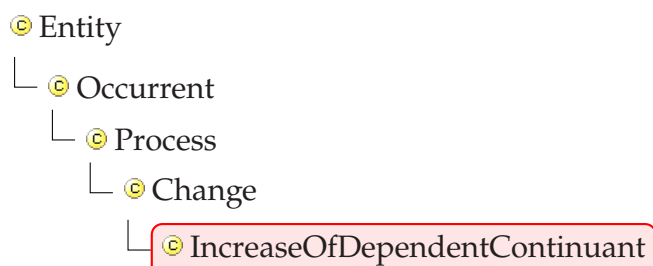 Entity
Occurrent
Process
Change
IncreaseOfDependentContinuant